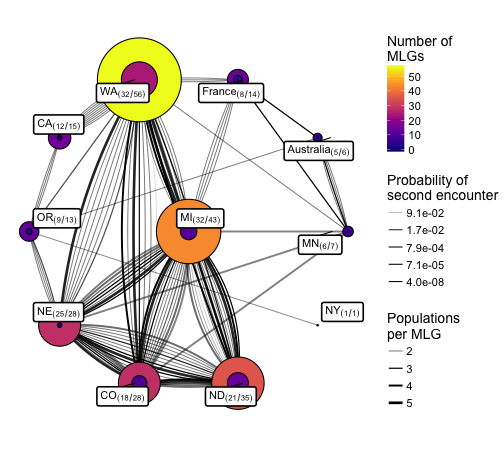 WA(32/56)
France(8/14)
CA(12/15)
Australia(5/6)
OR(9/13)
MI(32/43)
MN(6/7)
NE(25/28)
NY(1/1)
CO(18/28)
ND(21/35)
Number of
MLGs
50
40
30
20
10
0
Probability of
second encounter
9.1e-02
1.7e-02
7.9e-04
7.1e-05
4.0e-08
Populations
per MLG
2
3
4
5